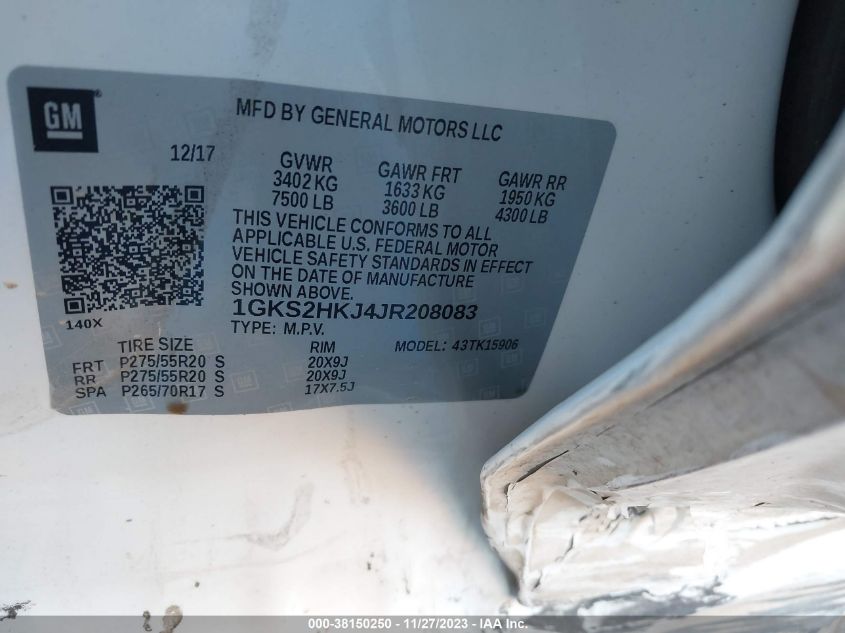 GM
MFD BY GENERAL MOTORS LLC
12/17
GVWR
3402 KG
7500 LB
GAWR FRT
1633 KG
3600 LB
GAWR RR
1950 KG
4300 LB
THIS VEHICLE CONFORMS TO ALL
APPLICABLE U.S. FEDERAL MOTOR
VEHICLE SAFETY STANDARDS IN EFFECT
ON THE DATE OF MANUFACTURE
SHOWN ABOVE.
1GKS2HKJ4JR208083
140X
TYPE: M.P.V.
MODEL: 43TK15906
TIRE SIZE RIM
FRT P275/55R20 S 20X9J
RR P275/55R20 S 20X9J
SPA P265/70R17 S 17X7.5J
000-38150250 - 11/27/2023 - IAA Inc.